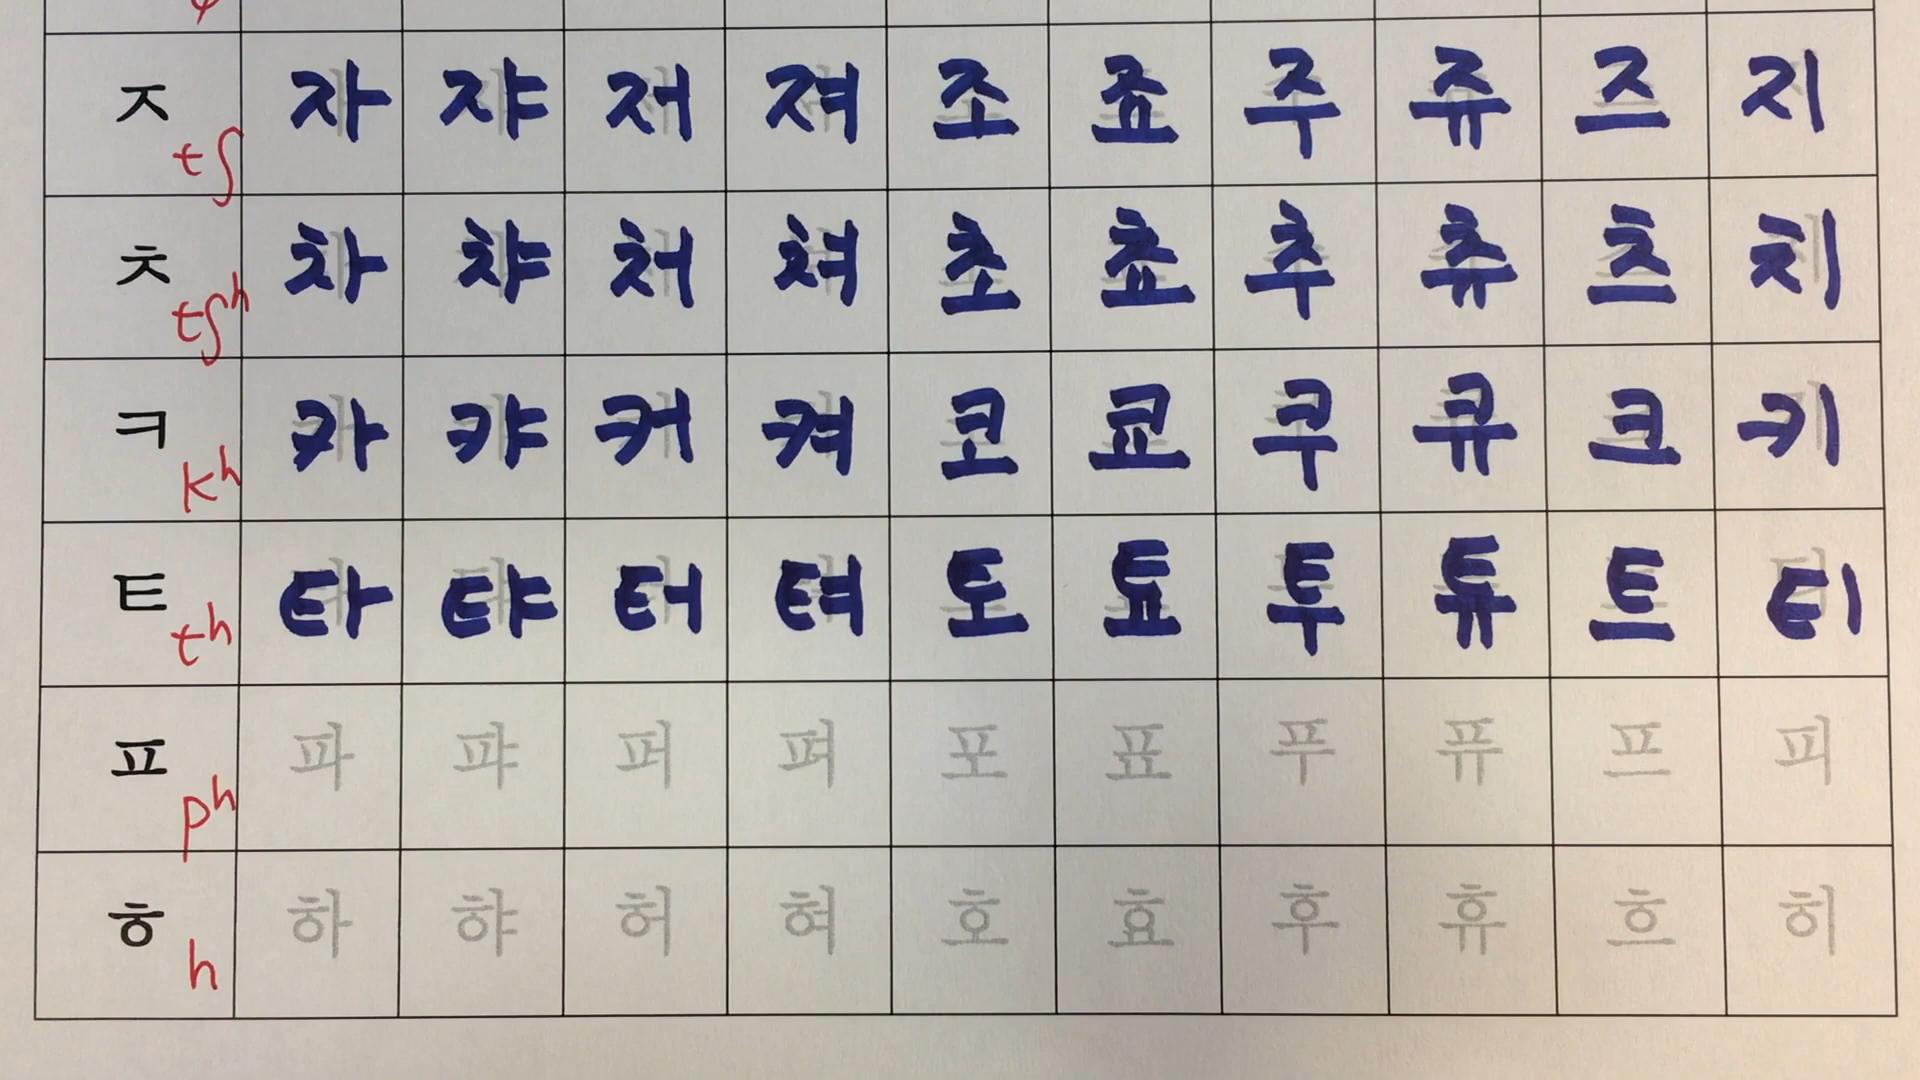 ㅈ tʃ 자 쟈 저 져 조 죠 주 쥬 즈 지
ㅊ tʃʰ 차 챠 처 쳐 초 쵸 추 츄 츠 치
ㅋ kʰ 카 캬 커 켜 코 쿄 쿠 큐 크 키
ㅌ tʰ 타 탸 터 텨 토 툐 투 튜 트 티
ㅍ pʰ 파 퍄 퍼 펴 포 표 푸 퓨 프 피
ㅎ h 하 햐 허 혀 호 효 후 휴 흐 히